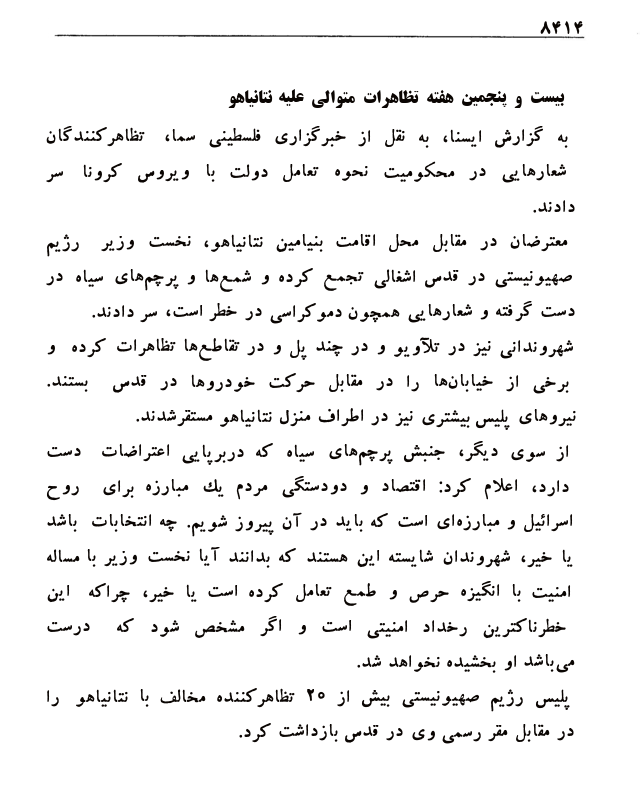 ۸۴۱۴
بیست و پنجمین هفته تظاهرات متوالی علیه نتانیاهو
به گزارش ایسنا، به نقل از خبرگزاری فلسطینی سما، تظاهرکنندگان
شعارهایی در محکومیت نحوه تعامل دولت با ویروس کرونا سر
دادند.
معترضان در مقابل محل اقامت بنیامین نتانیاهو، نخست وزیر رژیم
صهیونیستی در قدس اشغالی تجمع کرده و شمع‌ها و پرچم‌های سیاه در
دست گرفته و شعارهایی همچون دموکراسی در خطر است، سر دادند.
شهروندانی نیز در تلآویو و در چند پل و در تقاطع‌ها تظاهرات کرده و
برخی از خیابان‌ها را در مقابل حرکت خودروها در قدس بستند.
نیروهای پلیس بیشتری نیز در اطراف منزل نتانیاهو مستقرشدند.
از سوی دیگر، جنبش پرچم‌های سیاه که دربرپایی اعتراضات دست
دارد، اعلام کرد: اقتصاد و دودستگی مردم یك مبارزه برای روح
اسرائیل و مبارزه‌ای است که باید در آن پیروز شویم. چه انتخابات باشد
یا خیر، شهروندان شایسته این هستند که بدانند آیا نخست وزیر با مساله
امنیت با انگیزه حرص و طمع تعامل کرده است یا خیر، چراکه این
خطرناکترین رخداد امنیتی است و اگر مشخص شود که درست
می‌باشد او بخشیده نخواهد شد.
پلیس رژیم صهیونیستی بیش از ۲۰ تظاهرکننده مخالف با نتانیاهو را
در مقابل مقر رسمی وی در قدس بازداشت کرد.